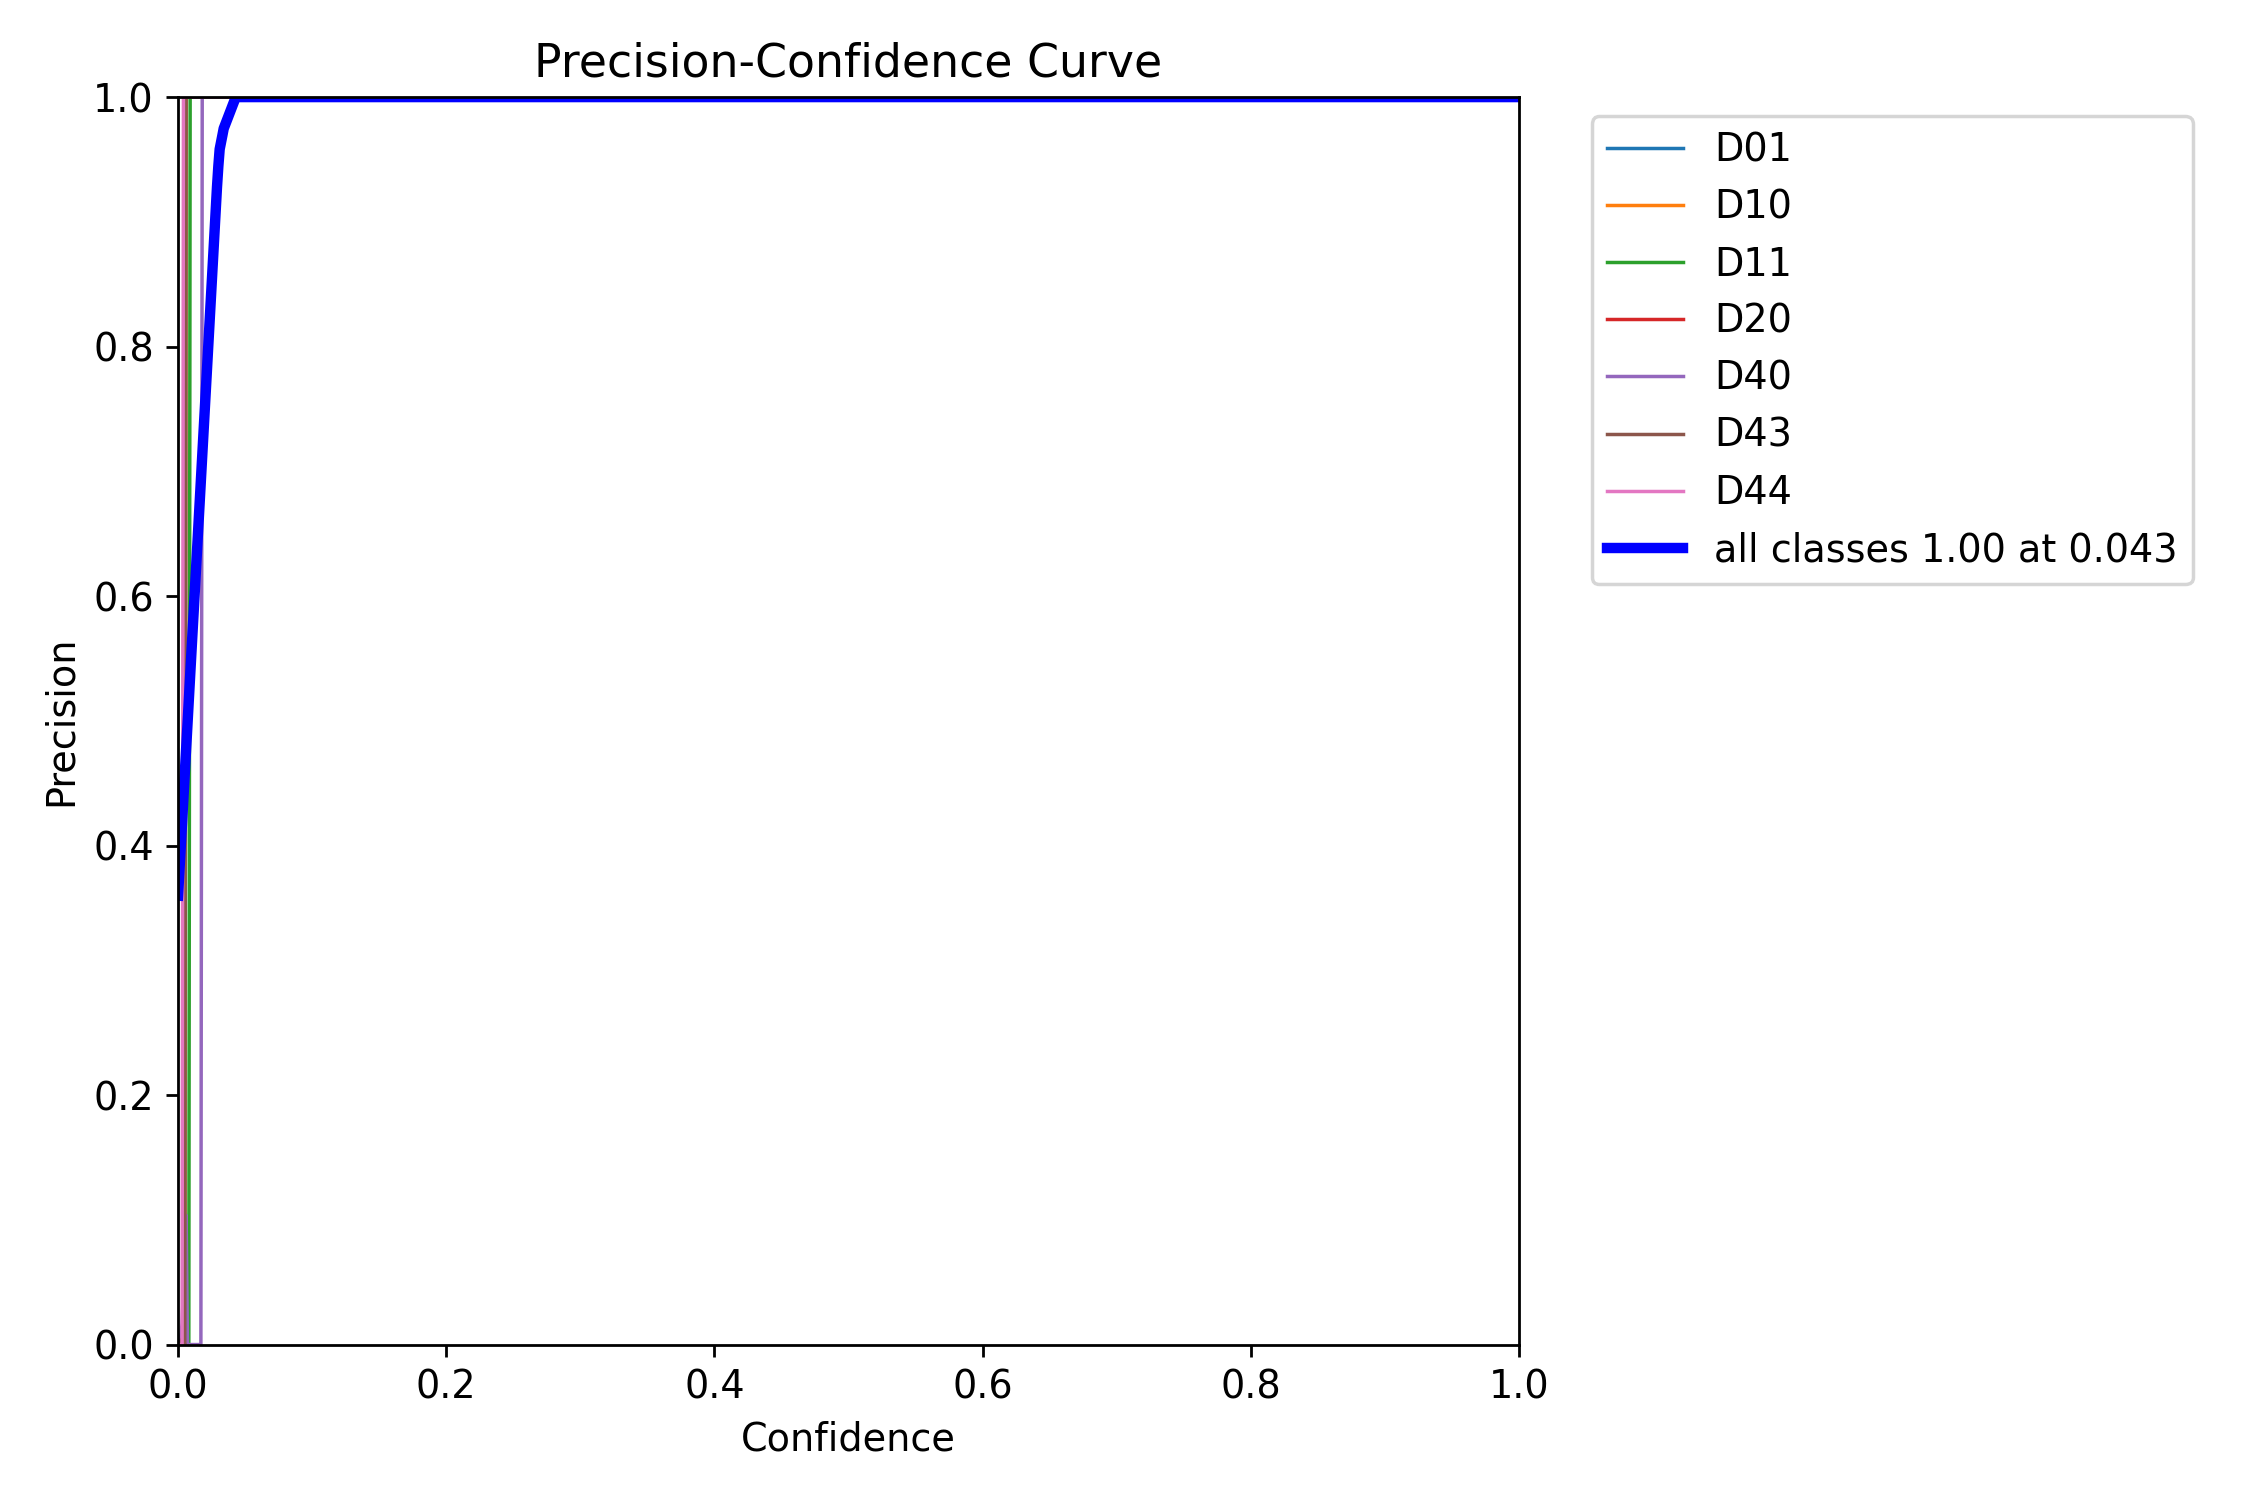 Precision-Confidence Curve
1.0
0.8
0.6
0.4
0.2
0.0
Precision
0.0 0.2 0.4 0.6 0.8 1.0
Confidence
D01
D10
D11
D20
D40
D43
D44
all classes 1.00 at 0.043